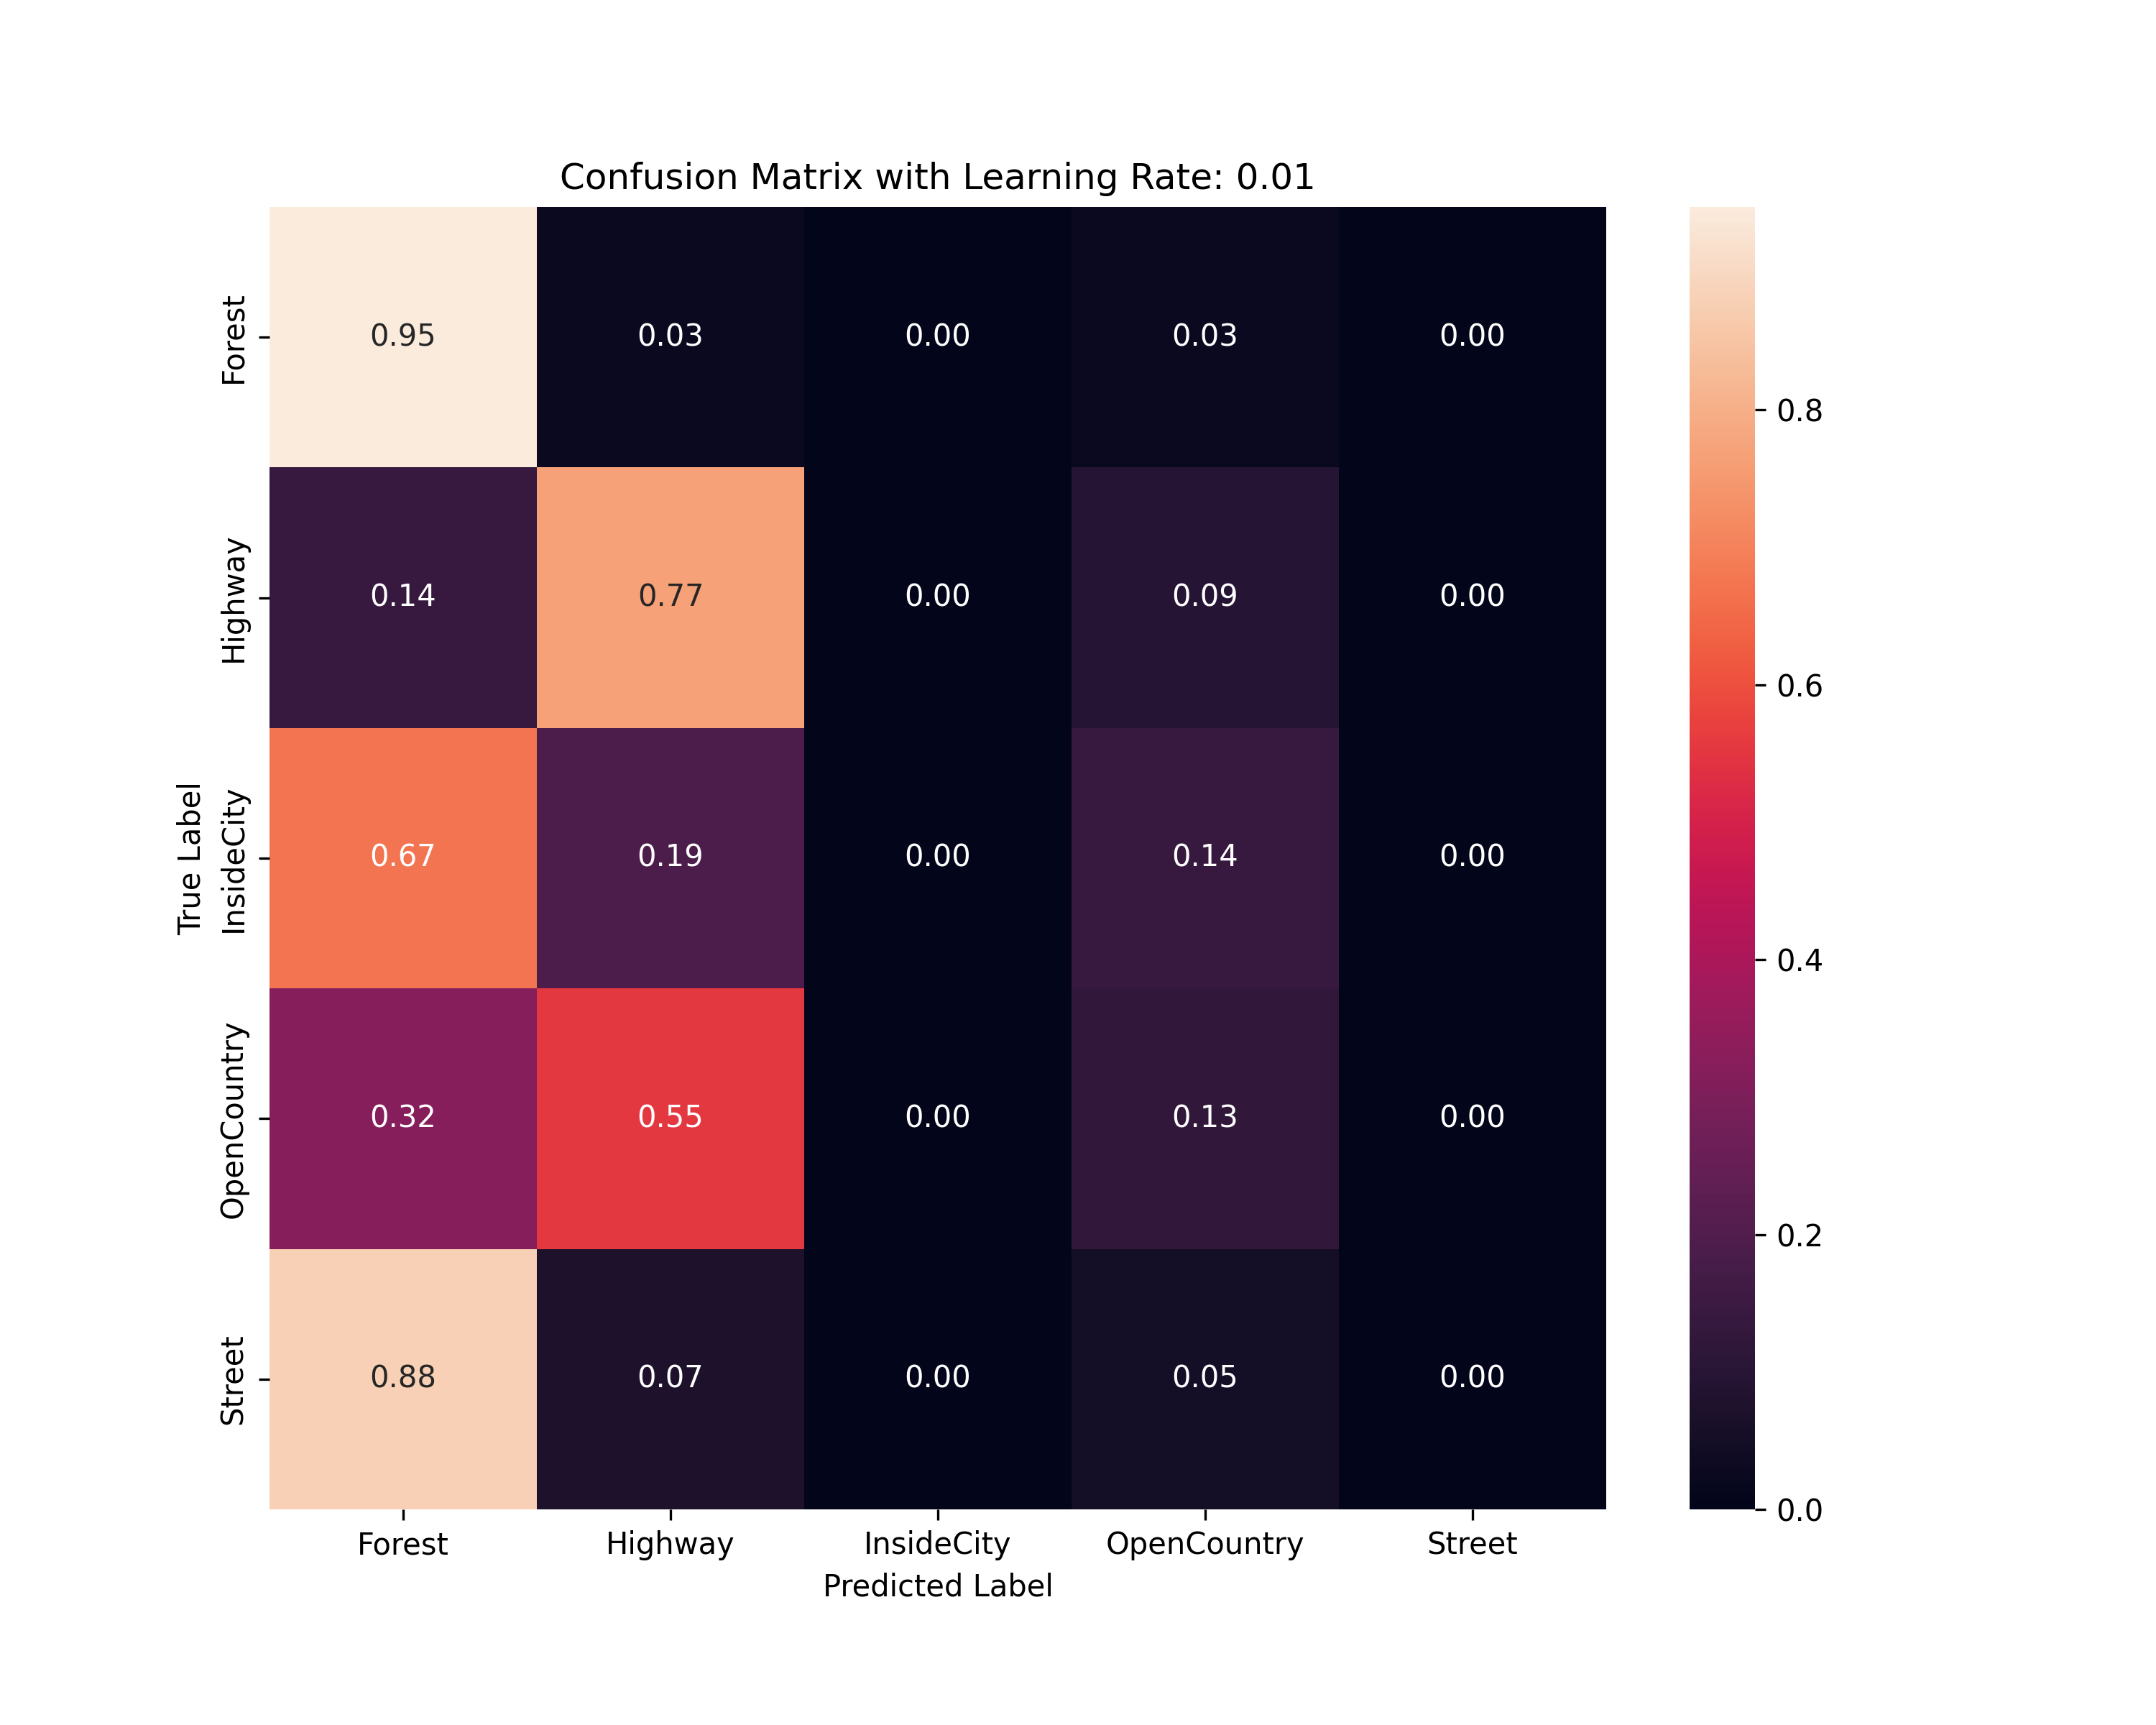 Confusion Matrix with Learning Rate: 0.01
True Label
Forest 0.95 0.03 0.00 0.03 0.00
Highway 0.14 0.77 0.00 0.09 0.00
InsideCity 0.67 0.19 0.00 0.14 0.00
OpenCountry 0.32 0.55 0.00 0.13 0.00
Street 0.88 0.07 0.00 0.05 0.00
Forest Highway InsideCity OpenCountry Street
Predicted Label
0.8
0.6
0.4
0.2
0.0